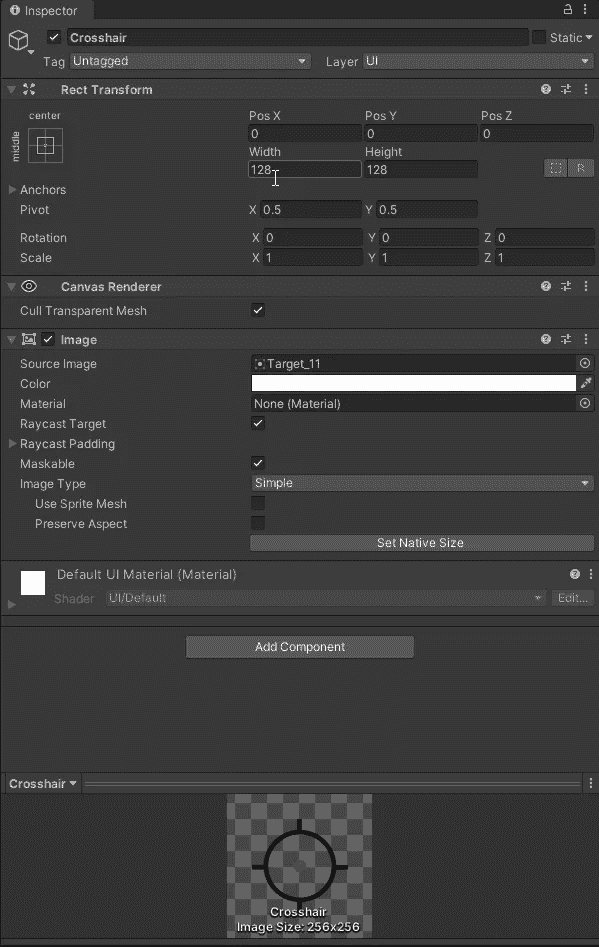 Inspector
Crosshair
Static
Tag Untagged Layer UI
Rect Transform
center
middle
Pos X Pos Y Pos Z
0 0 0
Width Height
128 128
R
Anchors
Pivot X 0.5 Y 0.5
Rotation X 0 Y 0 Z 0
Scale X 1 Y 1 Z 1
Canvas Renderer
Cull Transparent Mesh
Image
Source Image Target_11
Color
Material None (Material)
Raycast Target
Raycast Padding
Maskable
Image Type Simple
Use Sprite Mesh
Preserve Aspect
Set Native Size
Default UI Material (Material)
Shader UI/Default Edit...
Add Component
Crosshair
Crosshair
Image Size: 256x256